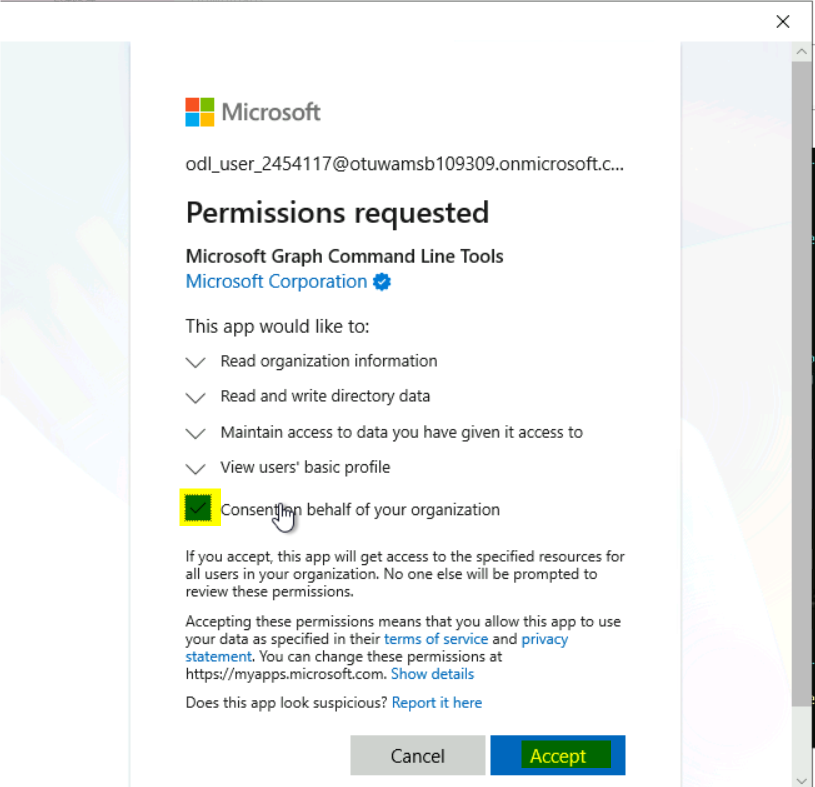 Microsoft
odl_user_2454117@otuwamsb109309.onmicrosoft.c...
Permissions requested
Microsoft Graph Command Line Tools
Microsoft Corporation
This app would like to:
Read organization information
Read and write directory data
Maintain access to data you have given it access to
View users' basic profile
Consent on behalf of your organization
If you accept, this app will get access to the specified resources for
all users in your organization. No one else will be prompted to
review these permissions.
Accepting these permissions means that you allow this app to use
your data as specified in their terms of service and privacy
statement. You can change these permissions at
https://myapps.microsoft.com. Show details
Does this app look suspicious? Report it here
Cancel
Accept